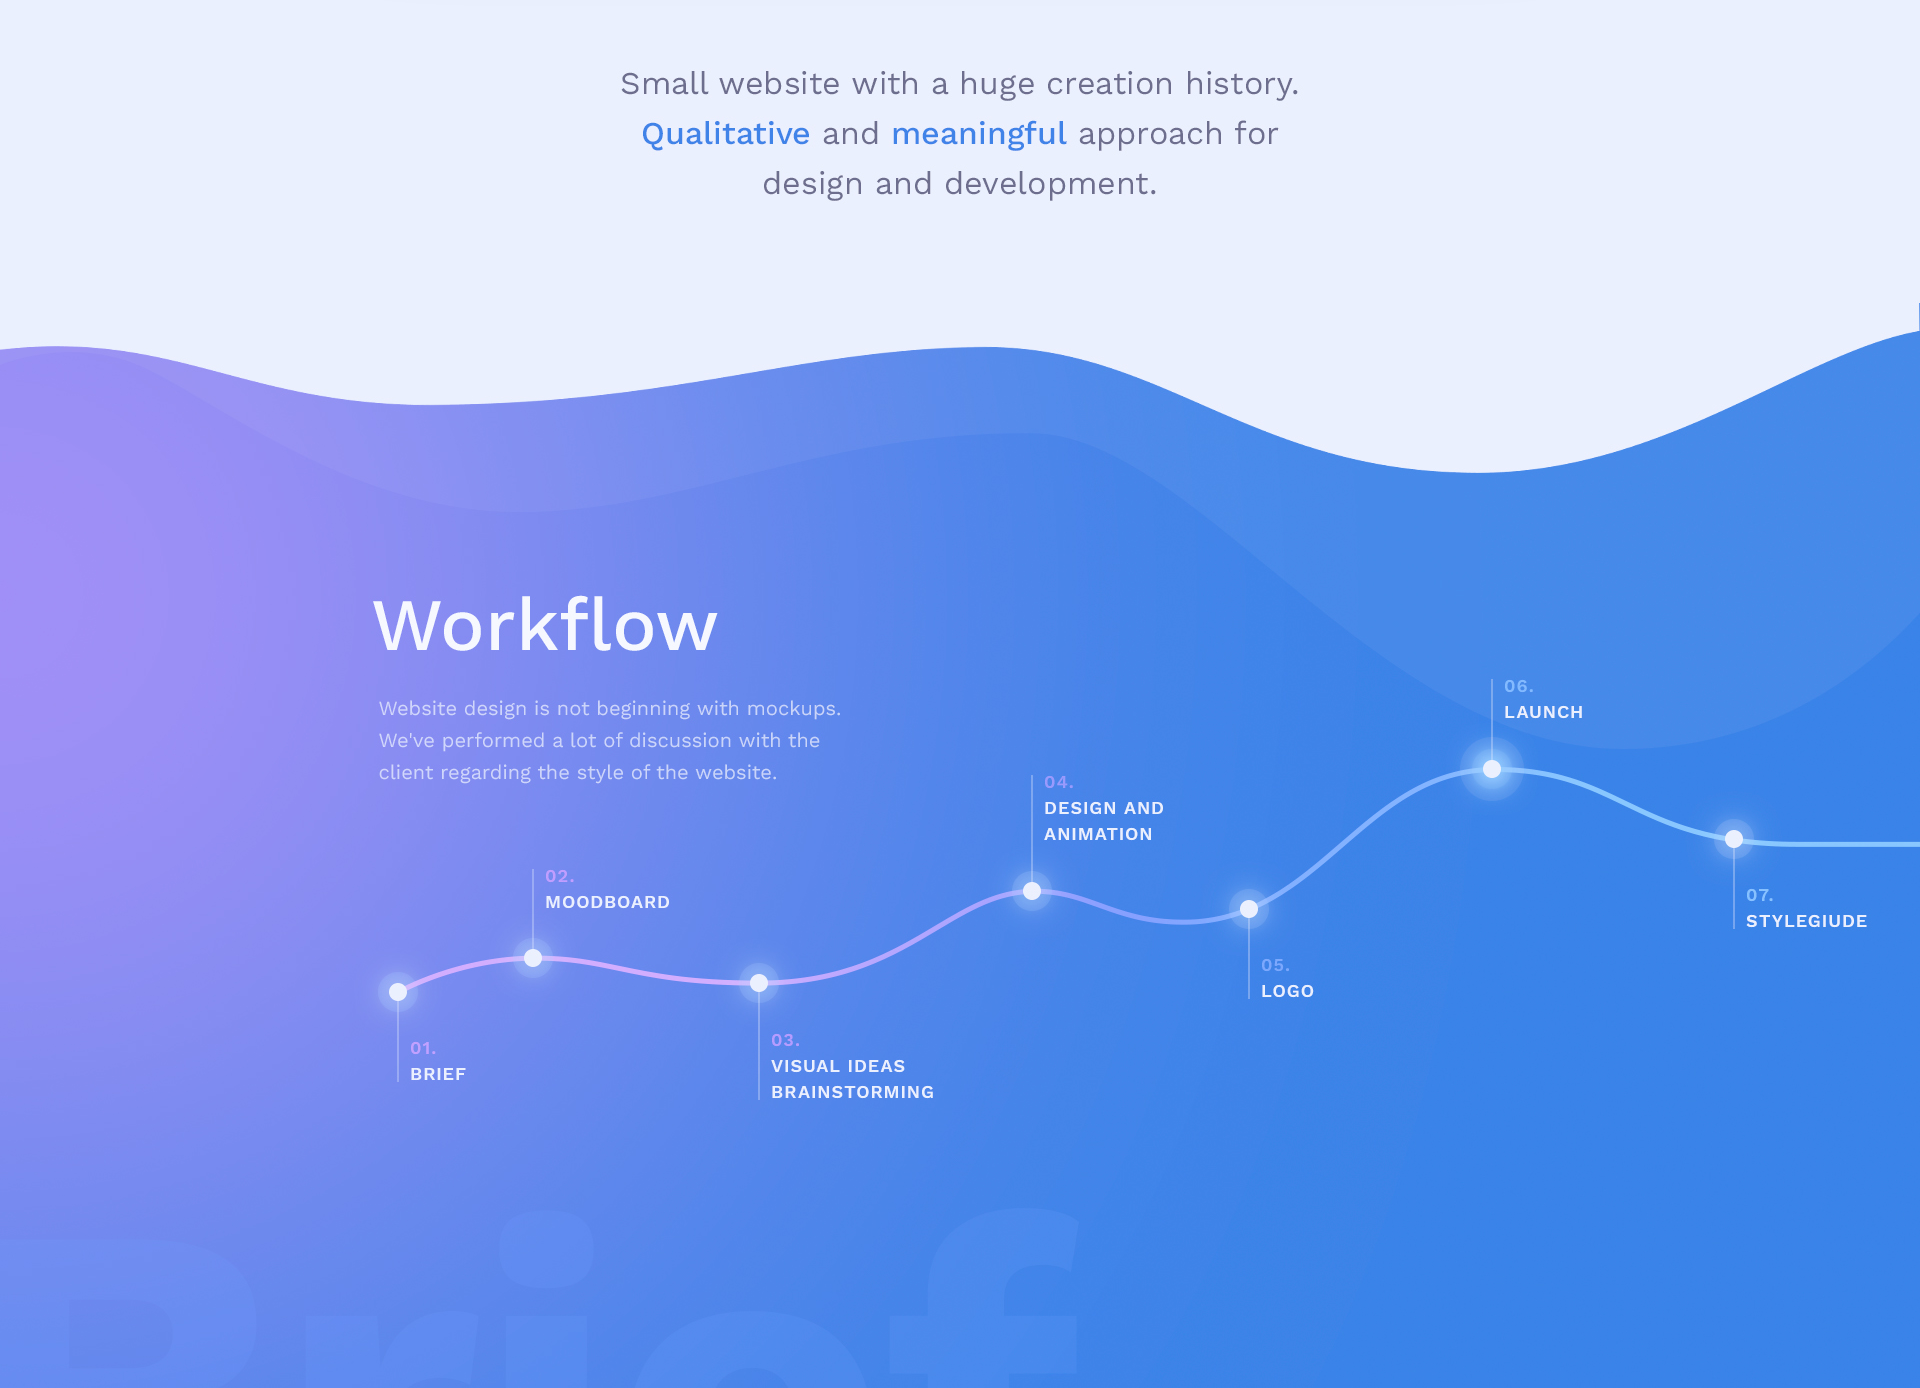 Small website with a huge creation history.
Qualitative and meaningful approach for
design and development.
Workflow
Website design is not beginning with mockups.
We've performed a lot of discussion with the
client regarding the style of the website.
01.
BRIEF
02.
MOODBOARD
03.
VISUAL IDEAS
BRAINSTORMING
04.
DESIGN AND
ANIMATION
05.
LOGO
06.
LAUNCH
07.
STYLEGIUDE
Brief